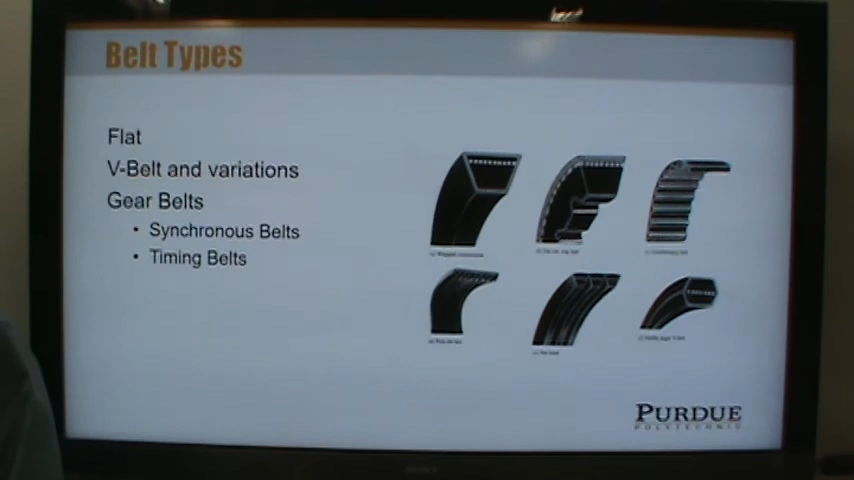 Belt Types
Flat
V-Belt and variations
Gear Belts
• Synchronous Belts
• Timing Belts
PURDUE
POLYTECHNIC